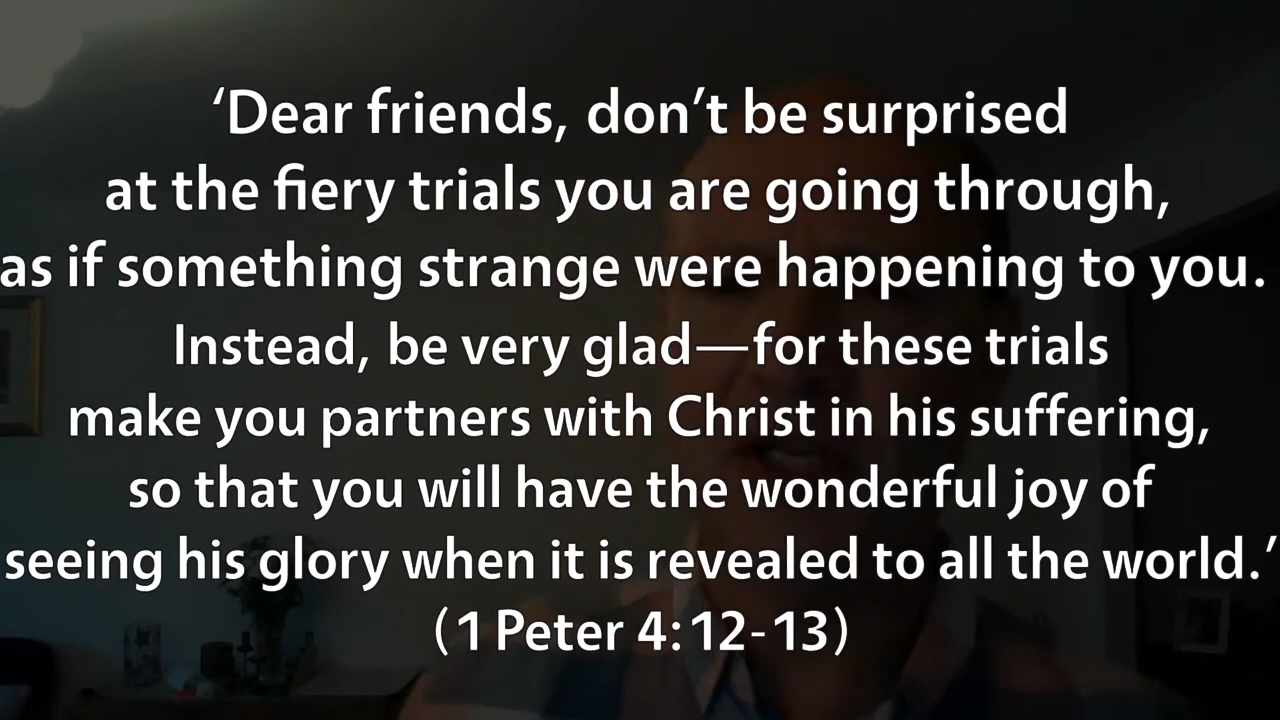 ‘Dear friends, don’t be surprised
at the fiery trials you are going through,
as if something strange were happening to you.
Instead, be very glad—for these trials
make you partners with Christ in his suffering,
so that you will have the wonderful joy of
seeing his glory when it is revealed to all the world.’
(1 Peter 4:12-13)